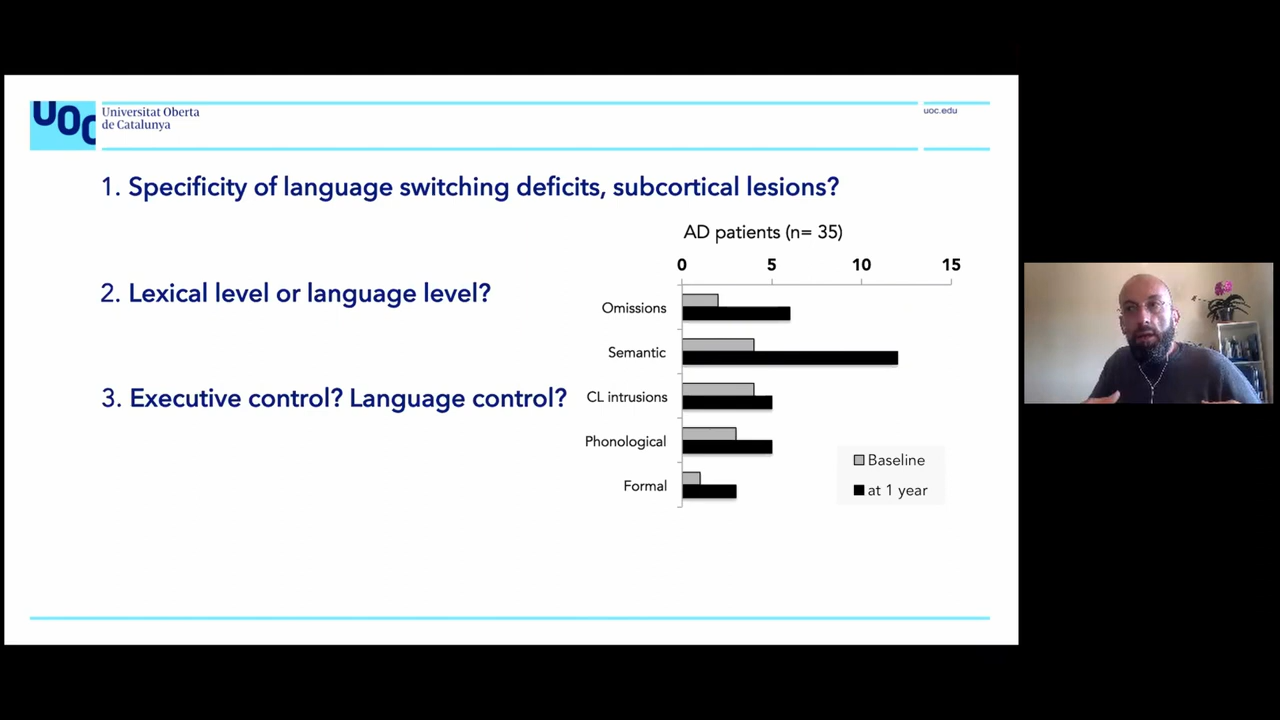 UOC
Universitat Oberta
de Catalunya
uoc.edu
1. Specificity of language switching deficits, subcortical lesions?
2. Lexical level or language level?
3. Executive control? Language control?
AD patients (n= 35)
0 5 10 15
Omissions
Semantic
CL intrusions
Phonological
Formal
Baseline
at 1 year